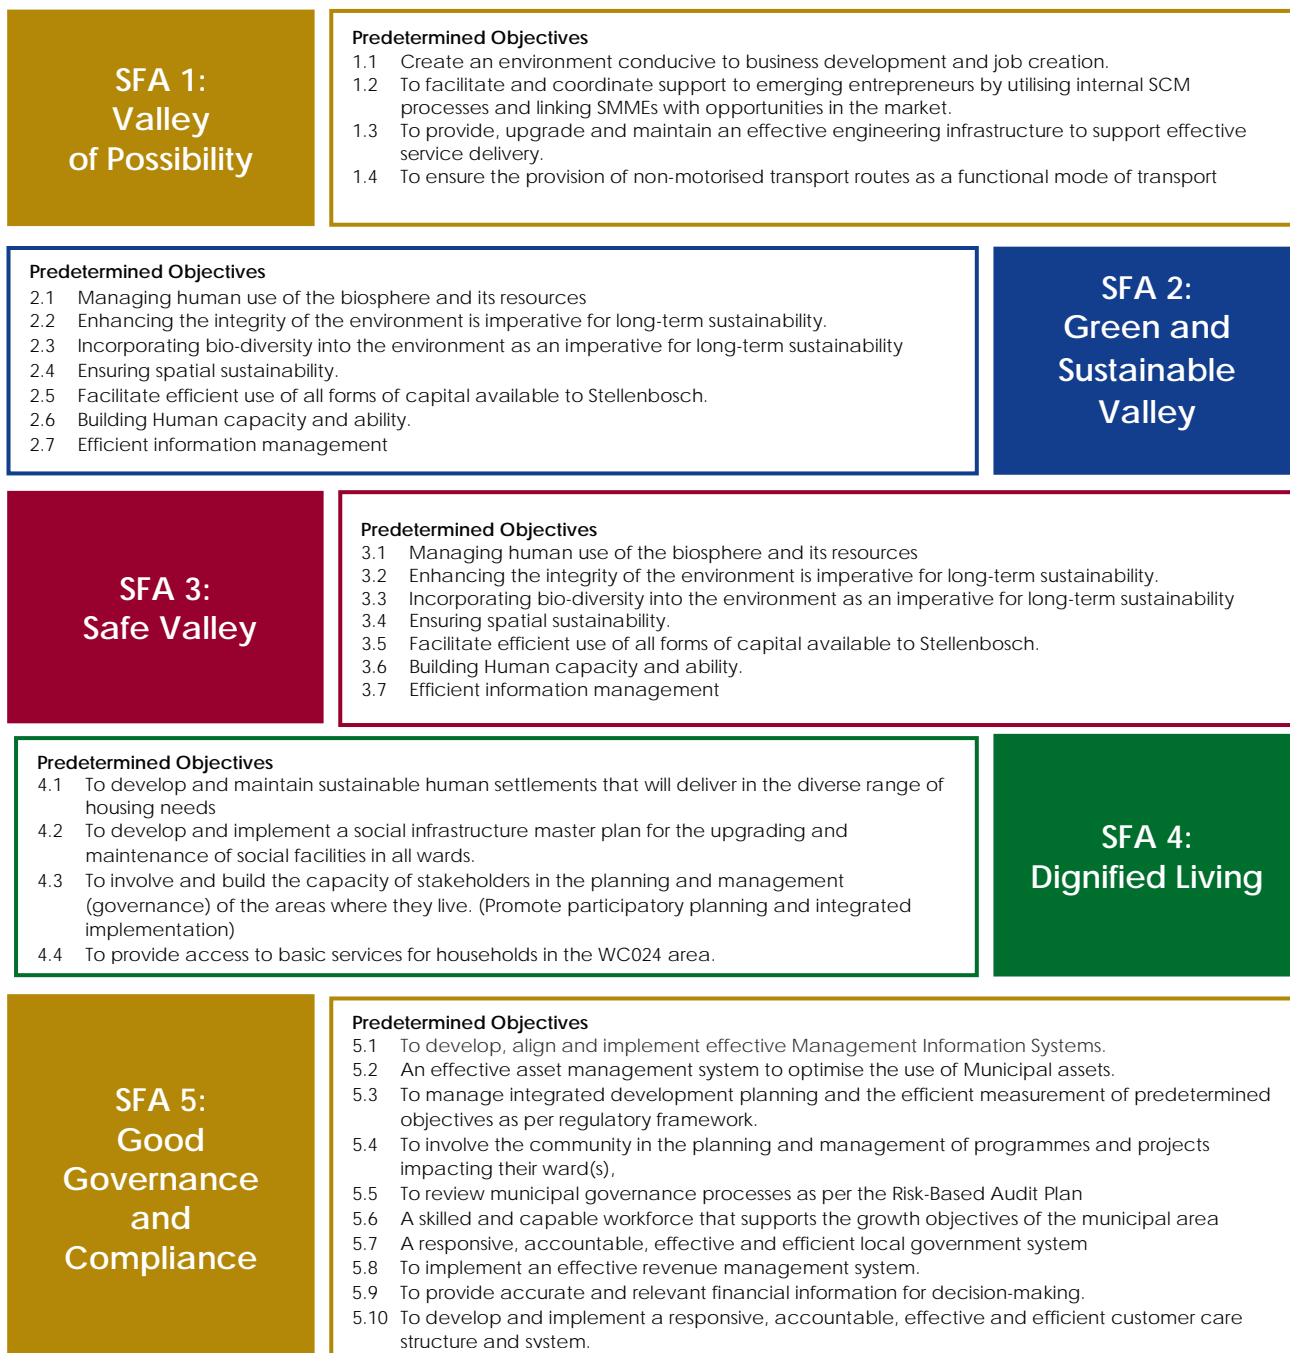 SFA 1:
Valley
of Possibility
Predetermined Objectives
1.1 Create an environment conducive to business development and job creation.
1.2 To facilitate and coordinate support to emerging entrepreneurs by utilising internal SCM
processes and linking SMMEs with opportunities in the market.
1.3 To provide, upgrade and maintain an effective engineering infrastructure to support effective
service delivery.
1.4 To ensure the provision of non-motorised transport routes as a functional mode of transport
Predetermined Objectives
2.1 Managing human use of the biosphere and its resources
2.2 Enhancing the integrity of the environment is imperative for long-term sustainability.
2.3 Incorporating bio-diversity into the environment as an imperative for long-term sustainability
2.4 Ensuring spatial sustainability.
2.5 Facilitate efficient use of all forms of capital available to Stellenbosch.
2.6 Building Human capacity and ability.
2.7 Efficient information management
SFA 2:
Green and
Sustainable
Valley
SFA 3:
Safe Valley
Predetermined Objectives
3.1 Managing human use of the biosphere and its resources
3.2 Enhancing the integrity of the environment is imperative for long-term sustainability.
3.3 Incorporating bio-diversity into the environment as an imperative for long-term sustainability
3.4 Ensuring spatial sustainability.
3.5 Facilitate efficient use of all forms of capital available to Stellenbosch.
3.6 Building Human capacity and ability.
3.7 Efficient information management
Predetermined Objectives
4.1 To develop and maintain sustainable human settlements that will deliver in the diverse range of
housing needs
4.2 To develop and implement a social infrastructure master plan for the upgrading and
maintenance of social facilities in all wards.
4.3 To involve and build the capacity of stakeholders in the planning and management
(governance) of the areas where they live. (Promote participatory planning and integrated
implementation)
4.4 To provide access to basic services for households in the WC024 area.
SFA 4:
Dignified Living
SFA 5:
Good
Governance
and
Compliance
Predetermined Objectives
5.1 To develop, align and implement effective Management Information Systems.
5.2 An effective asset management system to optimise the use of Municipal assets.
5.3 To manage integrated development planning and the efficient measurement of predetermined
objectives as per regulatory framework.
5.4 To involve the community in the planning and management of programmes and projects
impacting their ward(s),
5.5 To review municipal governance processes as per the Risk-Based Audit Plan
5.6 A skilled and capable workforce that supports the growth objectives of the municipal area
5.7 A responsive, accountable, effective and efficient local government system
5.8 To implement an effective revenue management system.
5.9 To provide accurate and relevant financial information for decision-making.
5.10 To develop and implement a responsive, accountable, effective and efficient customer care
structure and system.